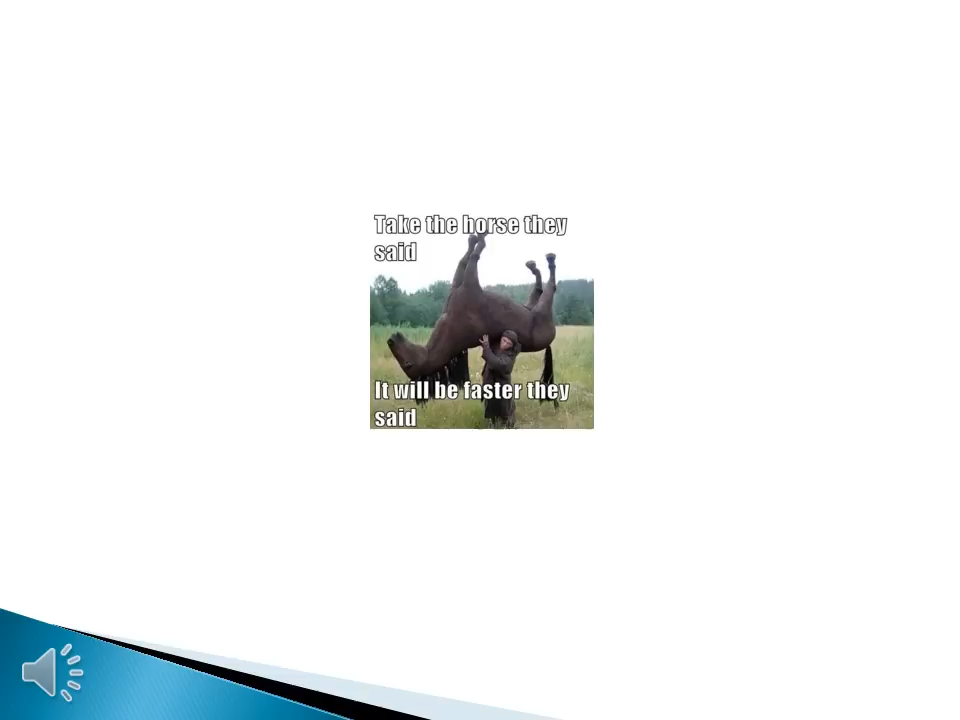 Take the horse they
said
It will be faster they
said